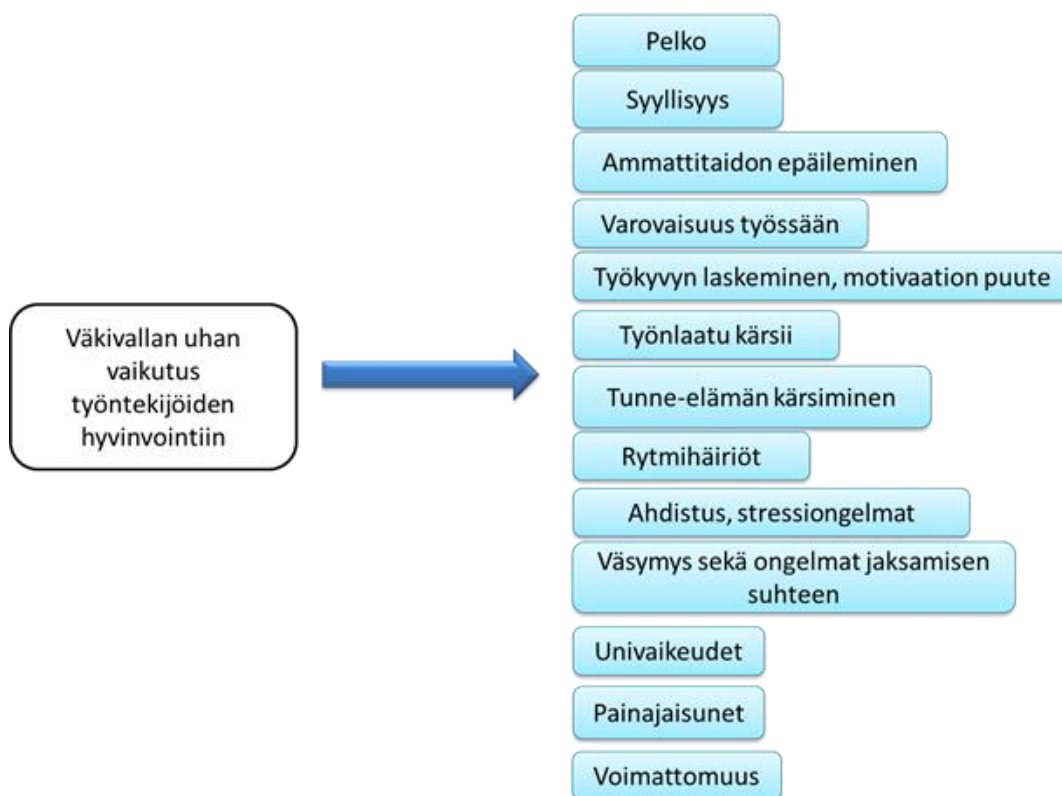 Väkivallan uhan
vaikutus
työntekijöiden
hyvinvointiin
Pelko
Syyllisyys
Ammattitaidon epäileminen
Varovaisuus työssään
Työkyvyn laskeminen, motivaation puute
Työnlaatu kärsii
Tunne-elämän kärsiminen
Rytmihäiriöt
Ahdistus, stressiongelmat
Väsymys sekä ongelmat jaksamisen
suhteen
Univaikeudet
Painajaisunet
Voimattomuus